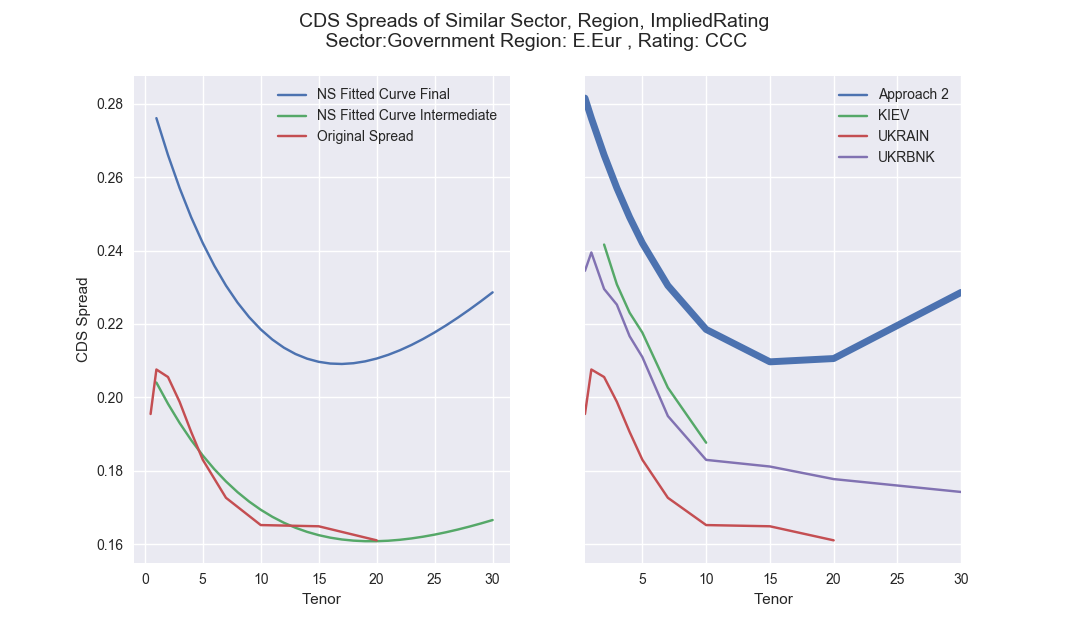 CDS Spreads of Similar Sector, Region, ImpliedRating
Sector:Government Region: E.Eur , Rating: CCC
CDS Spread
0.28
0.26
0.24
0.22
0.20
0.18
0.16
NS Fitted Curve Final
NS Fitted Curve Intermediate
Original Spread
0 5 10 15 20 25 30
Tenor
Approach 2
KIEV
UKRAIN
UKRBNK
5 10 15 20 25 30
Tenor